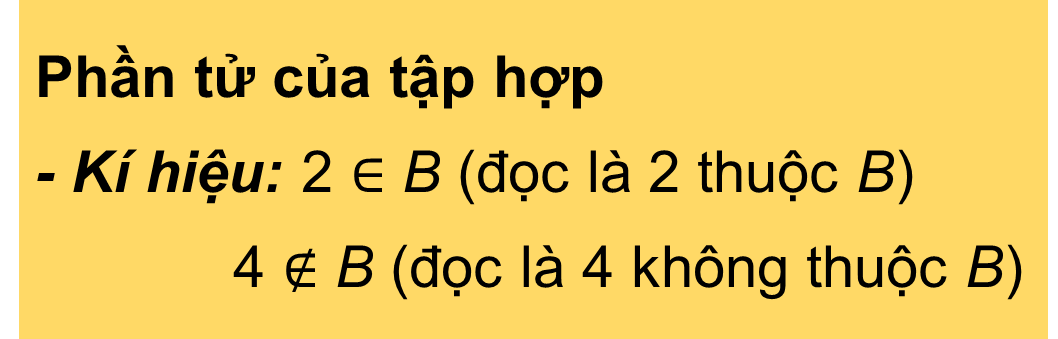 Phần tử của tập hợp
- Kí hiệu: 2 ∈ B (đọc là 2 thuộc B)
4 ∉ B (đọc là 4 không thuộc B)